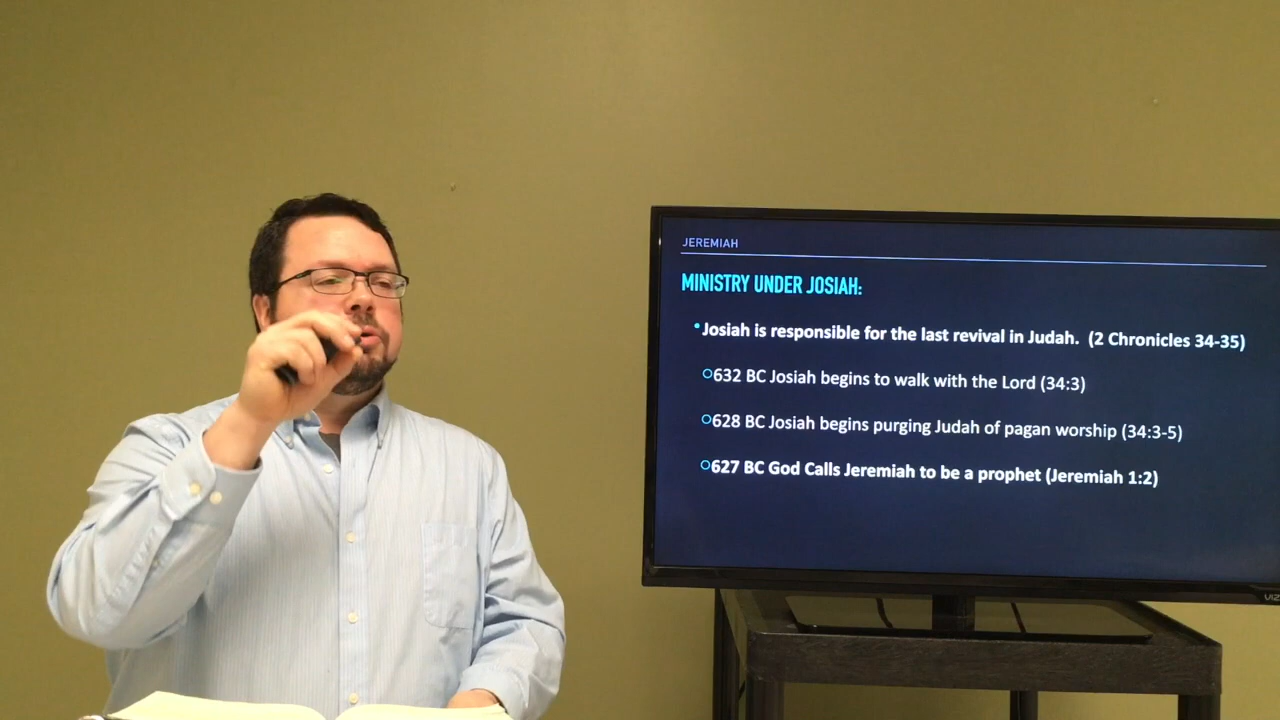 JEREMIAH
MINISTRY UNDER JOSIAH:
•Josiah is responsible for the last revival in Judah. (2 Chronicles 34-35)
○632 BC Josiah begins to walk with the Lord (34:3)
○628 BC Josiah begins purging Judah of pagan worship (34:3-5)
○627 BC God Calls Jeremiah to be a prophet (Jeremiah 1:2)
VIZ